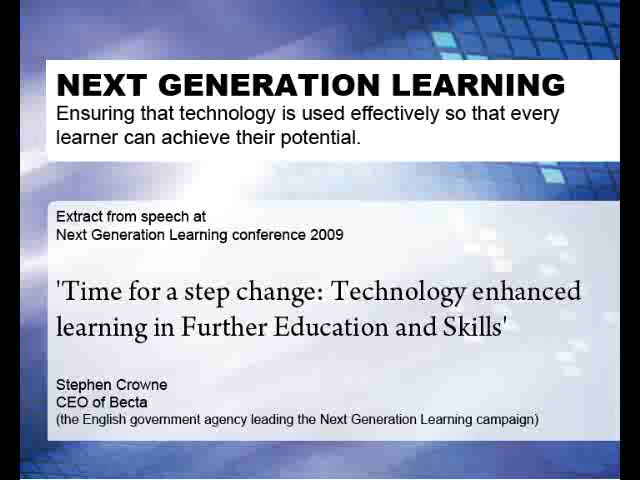 NEXT GENERATION LEARNING
Ensuring that technology is used effectively so that every
learner can achieve their potential.
Extract from speech at
Next Generation Learning conference 2009
'Time for a step change: Technology enhanced
learning in Further Education and Skills'
Stephen Crowne
CEO of Becta
(the English government agency leading the Next Generation Learning campaign)